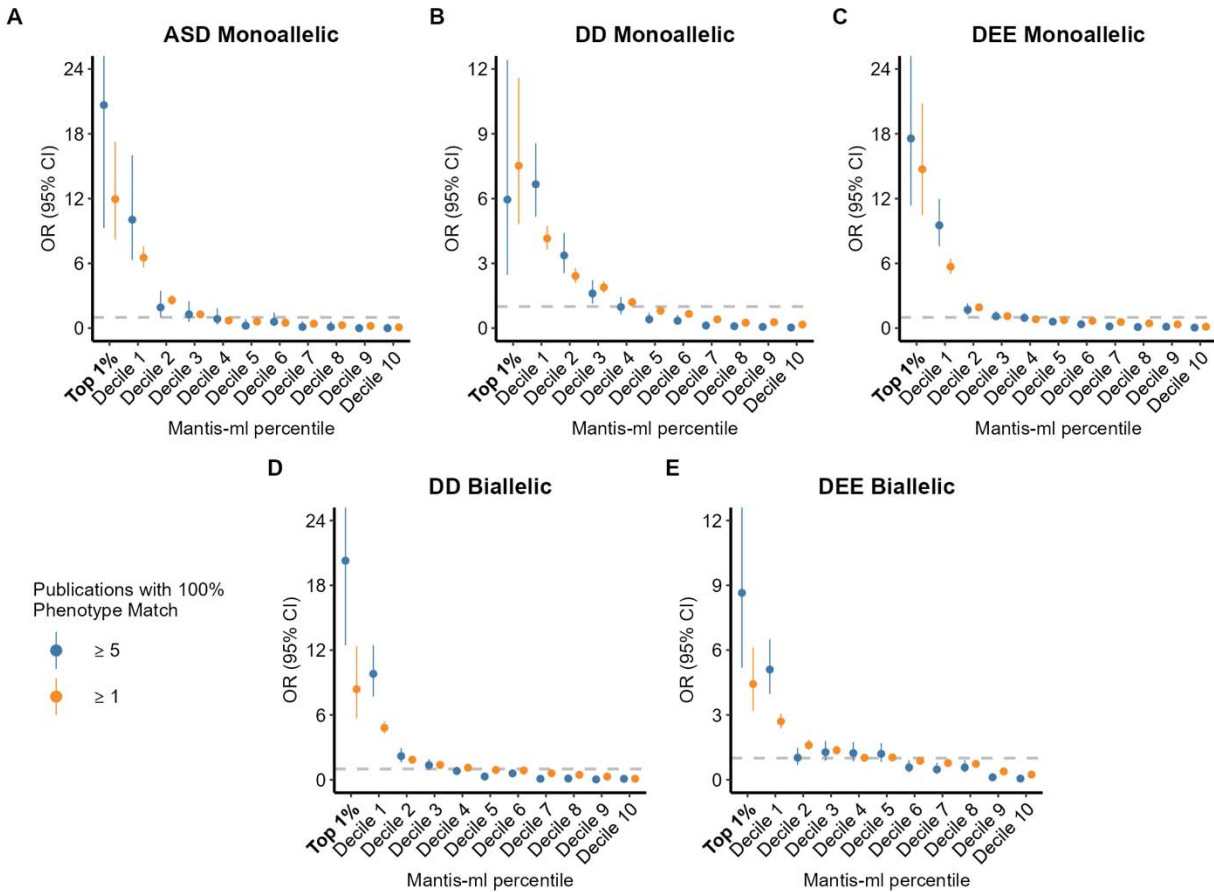 A
ASD Monoallelic
OR (95% CI)
24
18
12
6
0
Top 1%
Decile 1
Decile 2
Decile 3
Decile 4
Decile 5
Decile 6
Decile 7
Decile 8
Decile 9
Decile 10
Mantis-ml percentile
B
DD Monoallelic
OR (95% CI)
12
9
6
3
0
Top 1%
Decile 1
Decile 2
Decile 3
Decile 4
Decile 5
Decile 6
Decile 7
Decile 8
Decile 9
Decile 10
Mantis-ml percentile
C
DEE Monoallelic
OR (95% CI)
24
18
12
6
0
Top 1%
Decile 1
Decile 2
Decile 3
Decile 4
Decile 5
Decile 6
Decile 7
Decile 8
Decile 9
Decile 10
Mantis-ml percentile
Publications with 100%
Phenotype Match
≥ 5
≥ 1
D
DD Biallelic
OR (95% CI)
24
18
12
6
0
Top 1%
Decile 1
Decile 2
Decile 3
Decile 4
Decile 5
Decile 6
Decile 7
Decile 8
Decile 9
Decile 10
Mantis-ml percentile
E
DEE Biallelic
OR (95% CI)
12
9
6
3
0
Top 1%
Decile 1
Decile 2
Decile 3
Decile 4
Decile 5
Decile 6
Decile 7
Decile 8
Decile 9
Decile 10
Mantis-ml percentile